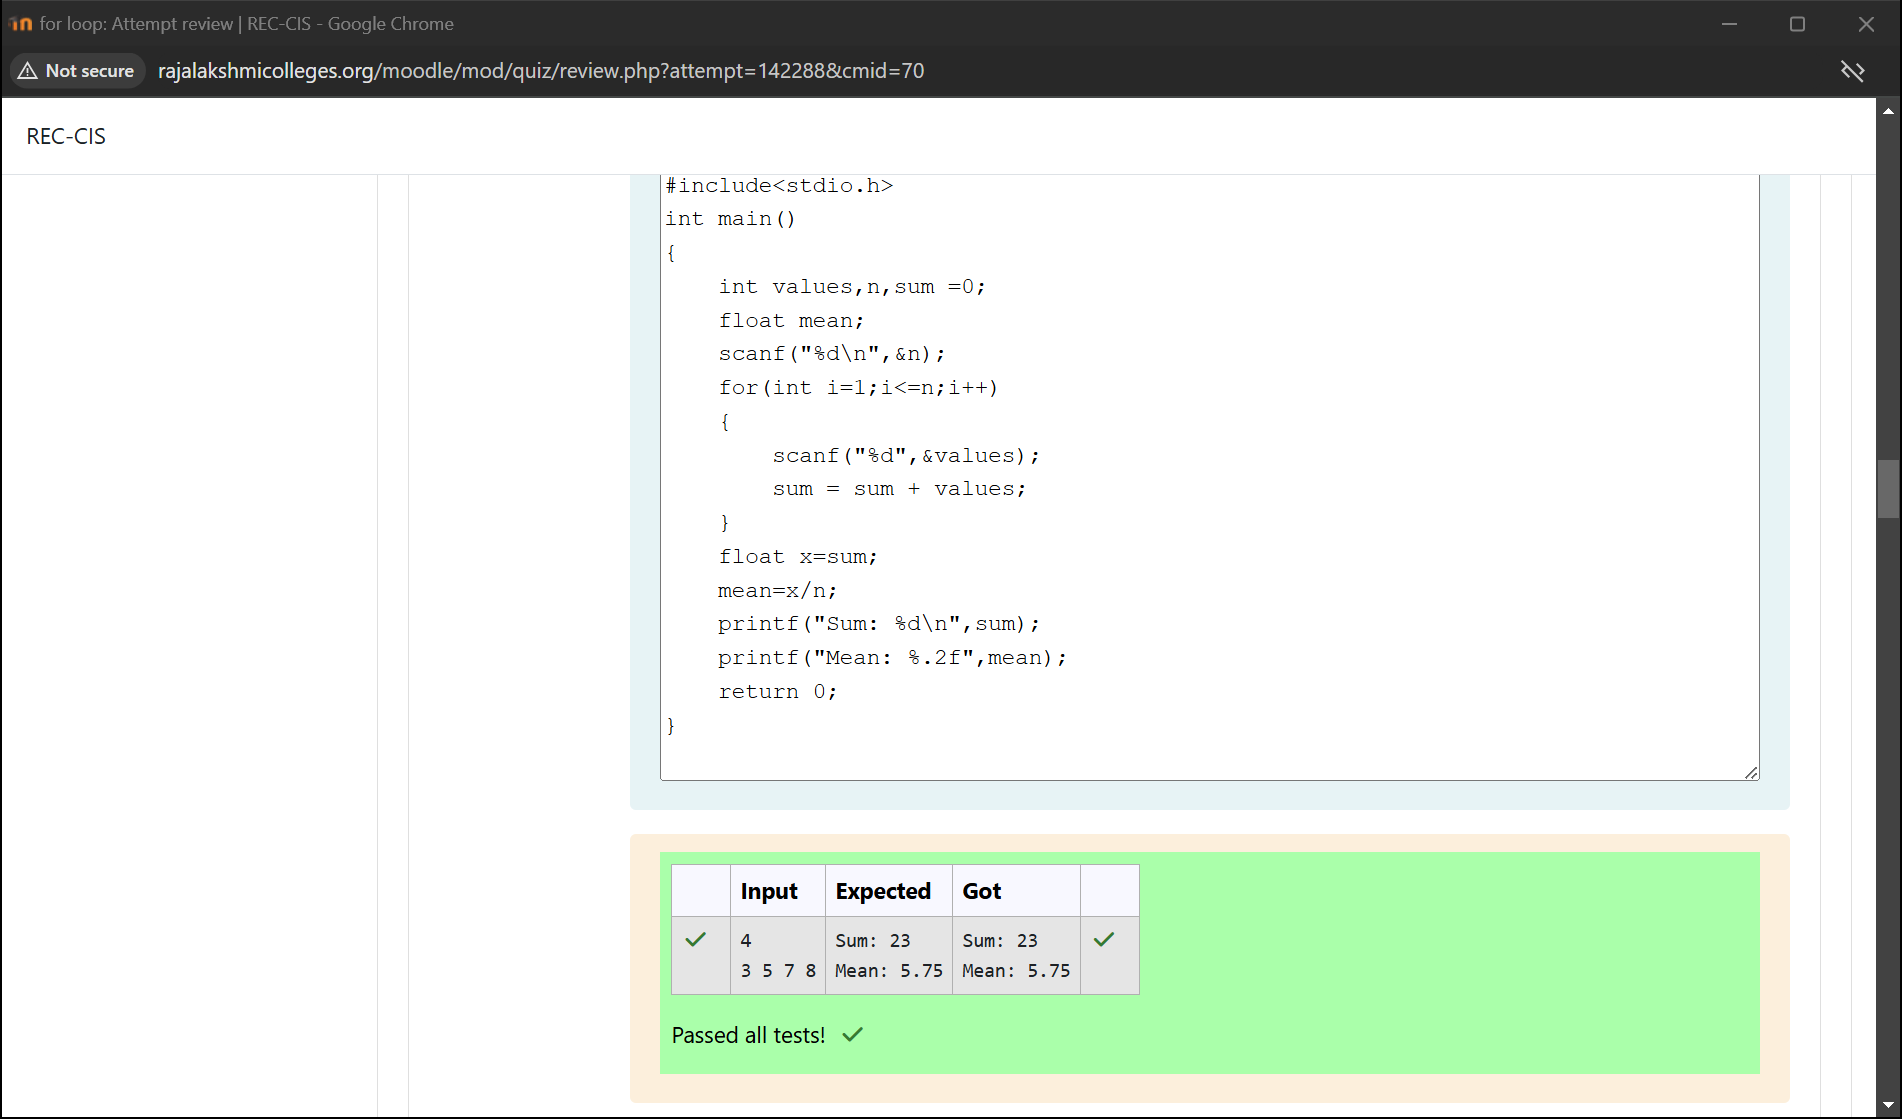 for loop: Attempt review | REC-CIS - Google Chrome
Not secure rajalakshmicolleges.org/moodle/mod/quiz/review.php?attempt=142288&cmid=70
REC-CIS
#include<stdio.h>
int main()
{
    int values,n,sum =0;
    float mean;
    scanf("%d\n",&n);
    for(int i=1;i<=n;i++)
    {
        scanf("%d",&values);
        sum = sum + values;
    }
    float x=sum;
    mean=x/n;
    printf("Sum: %d\n",sum);
    printf("Mean: %.2f",mean);
    return 0;
}
Input Expected Got
4 Sum: 23 Sum: 23
3 5 7 8 Mean: 5.75 Mean: 5.75
Passed all tests!